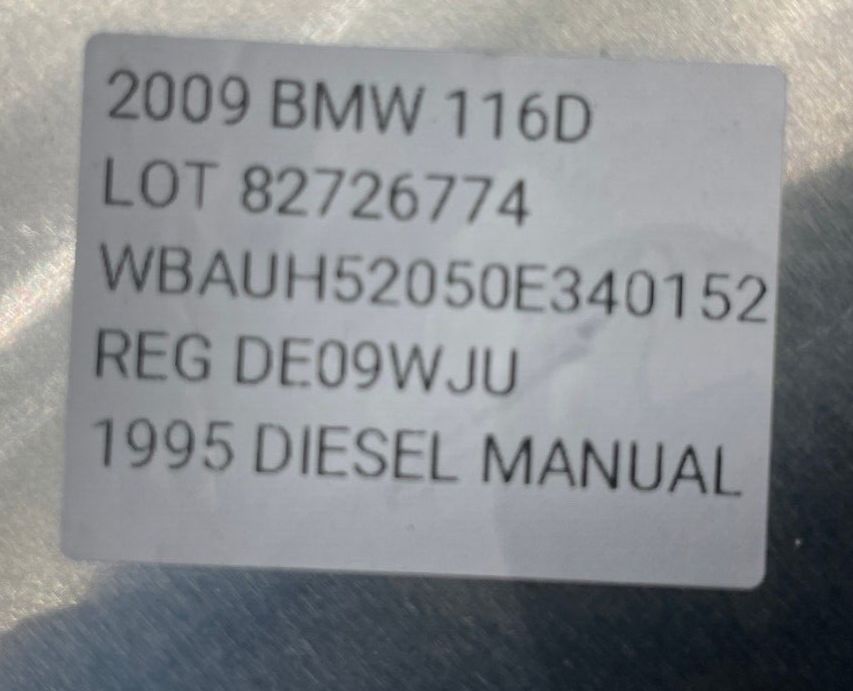 2009 BMW 116D
LOT 82726774
WBAUH52050E340152
REG DE09WJU
1995 DIESEL MANUAL